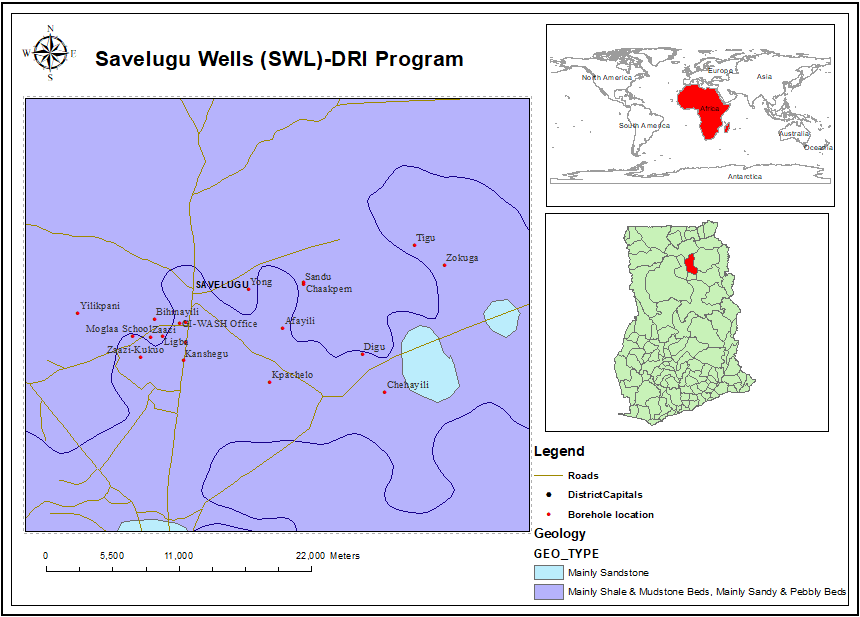 N
W E
S
Savelugu Wells (SWL)-DRI Program
North America
Europe
Asia
Africa
South America
Australia
Oceania
Antarctica
Tigu
Zokuga
SAVELUGU
Yong
Sandu
Chaakpem
Yilikpani
Bihinayili
Moglaa School
Zaazi
GI-WASH Office
Afayili
Ligba
Zaazi-Kukuo
Kanshegu
Digu
Kpachelo
Chehayili
0 5,500 11,000 22,000 Meters
Legend
Roads
DistrictCapitals
Borehole location
Geology
GEO_TYPE
Mainly Sandstone
Mainly Shale & Mudstone Beds, Mainly Sandy & Pebbly Beds